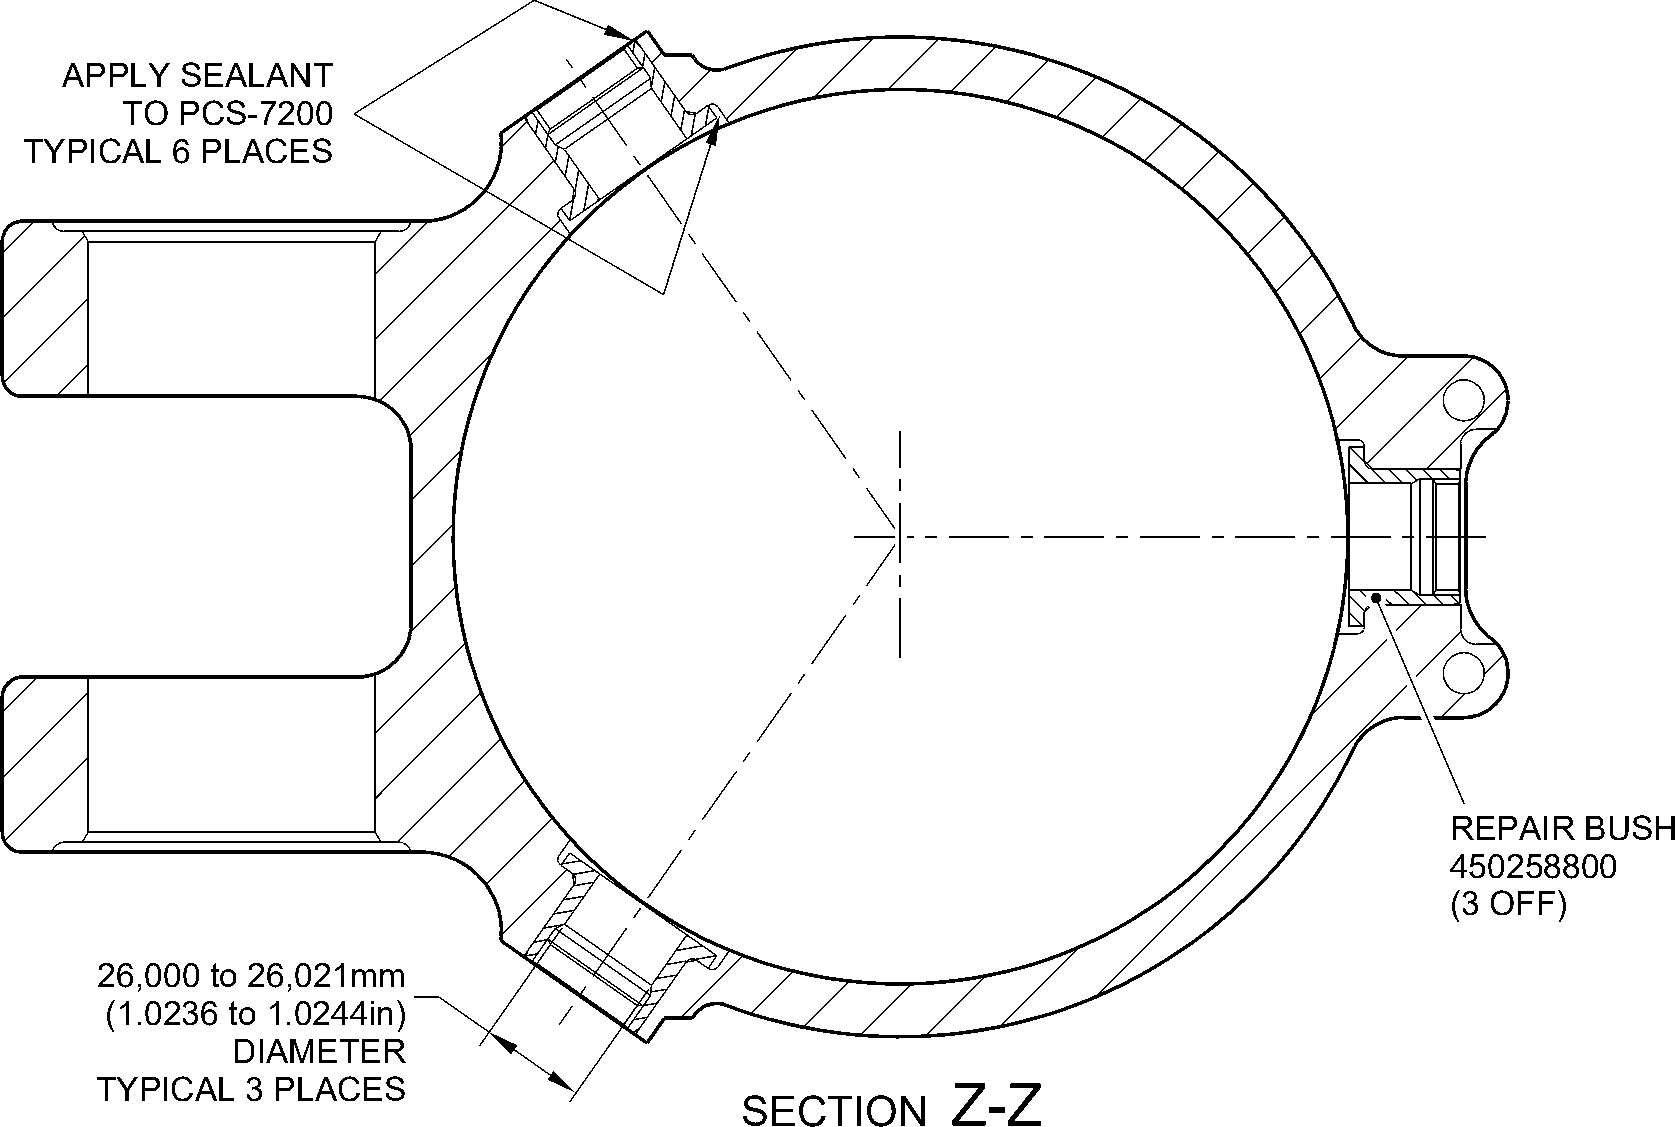 APPLY SEALANT
TO PCS-7200
TYPICAL 6 PLACES
REPAIR BUSH
450258800
(3 OFF)
26,000 to 26,021mm
(1.0236 to 1.0244in)
DIAMETER
TYPICAL 3 PLACES
SECTION Z-Z